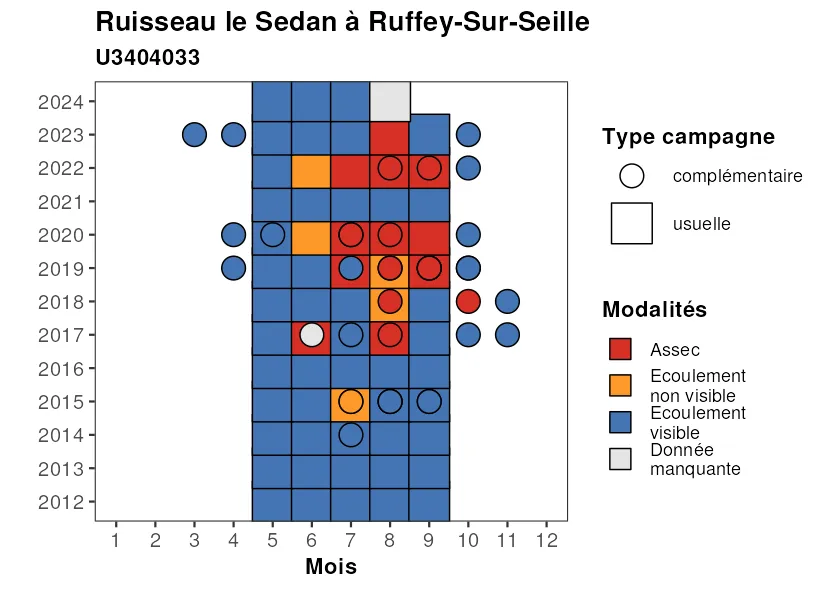 Ruisseau le Sedan à Ruffey-Sur-Seille
U3404033
2024
2023
2022
2021
2020
2019
2018
2017
2016
2015
2014
2013
2012
1 2 3 4 5 6 7 8 9 10 11 12
Mois
Type campagne
complémentaire
usuelle
Modalités
Assec
Ecoulement
non visible
Ecoulement
visible
Donnée
manquante